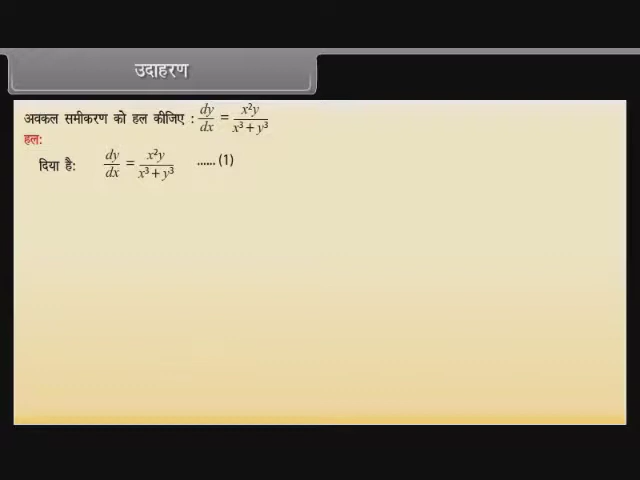 उदाहरण
अवकल समीकरण को हल कीजिए : dy/dx = x²y/(x³ + y³)
हल:
दिया है: dy/dx = x²y/(x³ + y³) ...... (1)